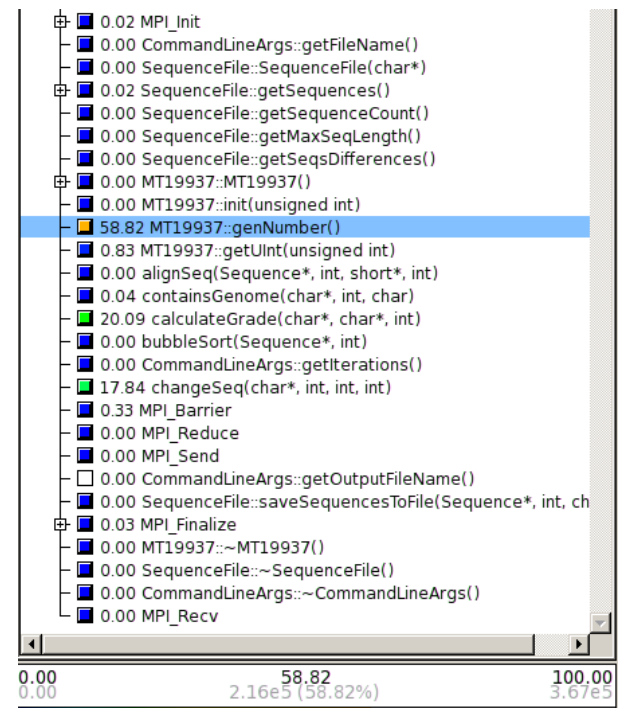 0.02 MPI_Init
0.00 CommandLineArgs::getFileName()
0.00 SequenceFile::SequenceFile(char*)
0.02 SequenceFile::getSequences()
0.00 SequenceFile::getSequenceCount()
0.00 SequenceFile::getMaxSeqLength()
0.00 SequenceFile::getSeqsDifferences()
0.00 MT19937::MT19937()
0.00 MT19937::init(unsigned int)
58.82 MT19937::genNumber()
0.83 MT19937::getUInt(unsigned int)
0.00 alignSeq(Sequence*, int, short*, int)
0.04 containsGenome(char*, int, char)
20.09 calculateGrade(char*, char*, int)
0.00 bubbleSort(Sequence*, int)
0.00 CommandLineArgs::getIterations()
17.84 changeSeq(char*, int, int, int)
0.33 MPI_Barrier
0.00 MPI_Reduce
0.00 MPI_Send
0.00 CommandLineArgs::getOutputFileName()
0.00 SequenceFile::saveSequencesToFile(Sequence*, int, ch
0.03 MPI_Finalize
0.00 MT19937::~MT19937()
0.00 SequenceFile::~SequenceFile()
0.00 CommandLineArgs::~CommandLineArgs()
0.00 MPI_Recv
0.00 58.82 100.00
0.00 2.16e5 (58.82%) 3.67e5